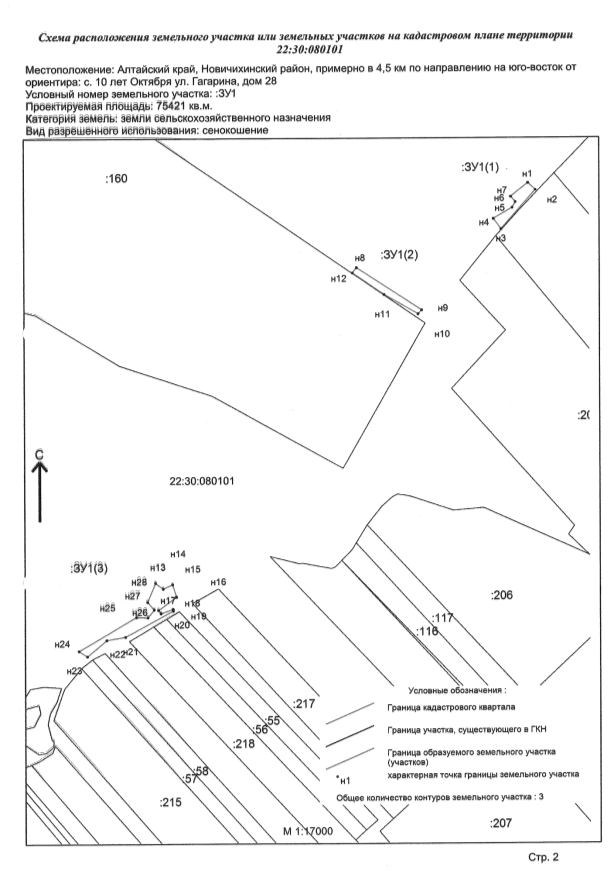 Схема расположения земельного участка или земельных участков на кадастровом плане территории
22:30:080101
Местоположение: Алтайский край, Новичихинский район, примерно в 4,5 км по направлению на юго-восток от
ориентира: с. 10 лет Октября ул. Гагарина, дом 28
Условный номер земельного участка: :ЗУ1
Проектируемая площадь: 75421 кв.м.
Категория земель: земли сельскохозяйственного назначения
Вид разрешенного использования: сенокошение
:160
:ЗУ1(1)
н1
н7
н2
н6
н5
н4
н3
н8
:ЗУ1(2)
н12
н11
н9
н10
:20
С
22:30:080101
н14
:ЗУ1(3)
н13
н15
н28
н16
н27
н17
н18
н25
н26
н19
н20
н24
н21
н22
н23
:206
:117
:116
:217
:55
:56
:218
:58
:57
:215
:207
Условные обозначения :
Граница кадастрового квартала
Граница участка, существующего в ГКН
Граница образуемого земельного участка
(участков)
н1
характерная точка границы земельного участка
Общее количество контуров земельного участка : 3
М 1:17000
Стр. 2